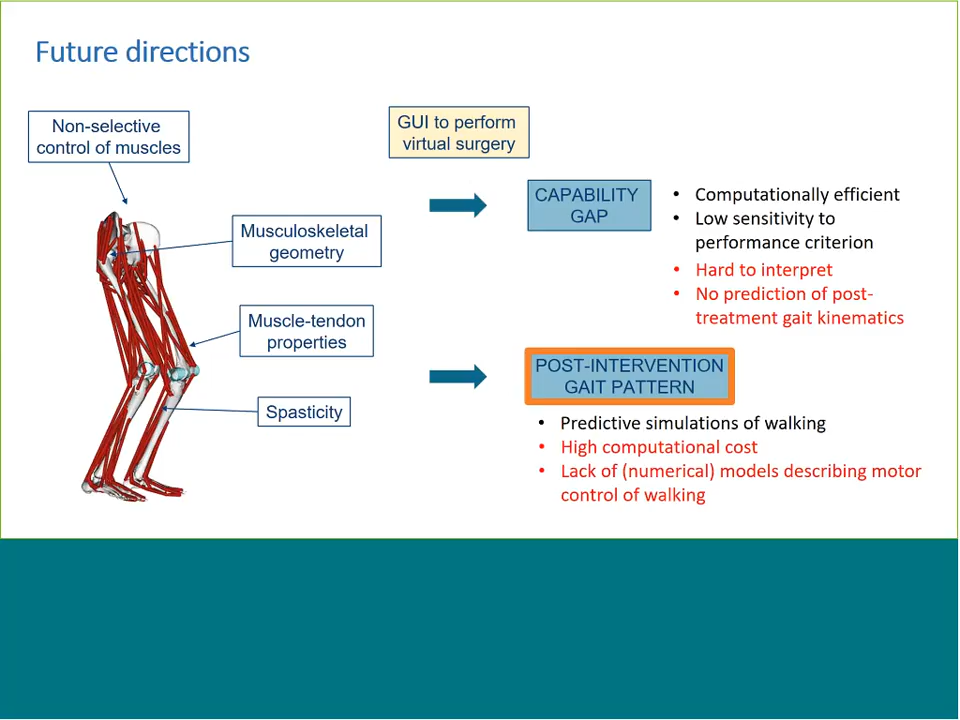 Future directions
Non-selective
control of muscles
GUI to perform
virtual surgery
CAPABILITY
GAP
• Computationally efficient
• Low sensitivity to
performance criterion
• Hard to interpret
• No prediction of post-
treatment gait kinematics
Musculoskeletal
geometry
Muscle-tendon
properties
Spasticity
POST-INTERVENTION
GAIT PATTERN
• Predictive simulations of walking
• High computational cost
• Lack of (numerical) models describing motor
control of walking